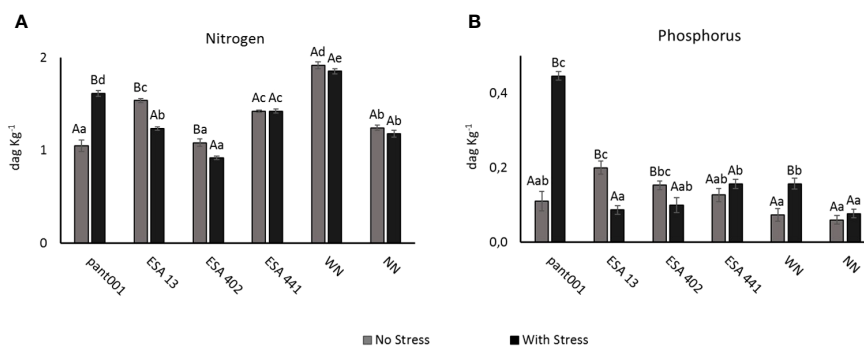 A
Nitrogen
dag Kg-1
2
1
0
Aa Bd Bc Ab Ba Aa Ac Ac Ad Ae Ab Ab
pant001 ESA 13 ESA 402 ESA 441 WN NN
B
Phosphorus
dag Kg-1
0,4
0,2
0,0
Aab Bc Bc Aa Bbc Aab Aab Ab Aa Bb Aa Aa
pant001 ESA 13 ESA 402 ESA 441 WN NN
No Stress With Stress